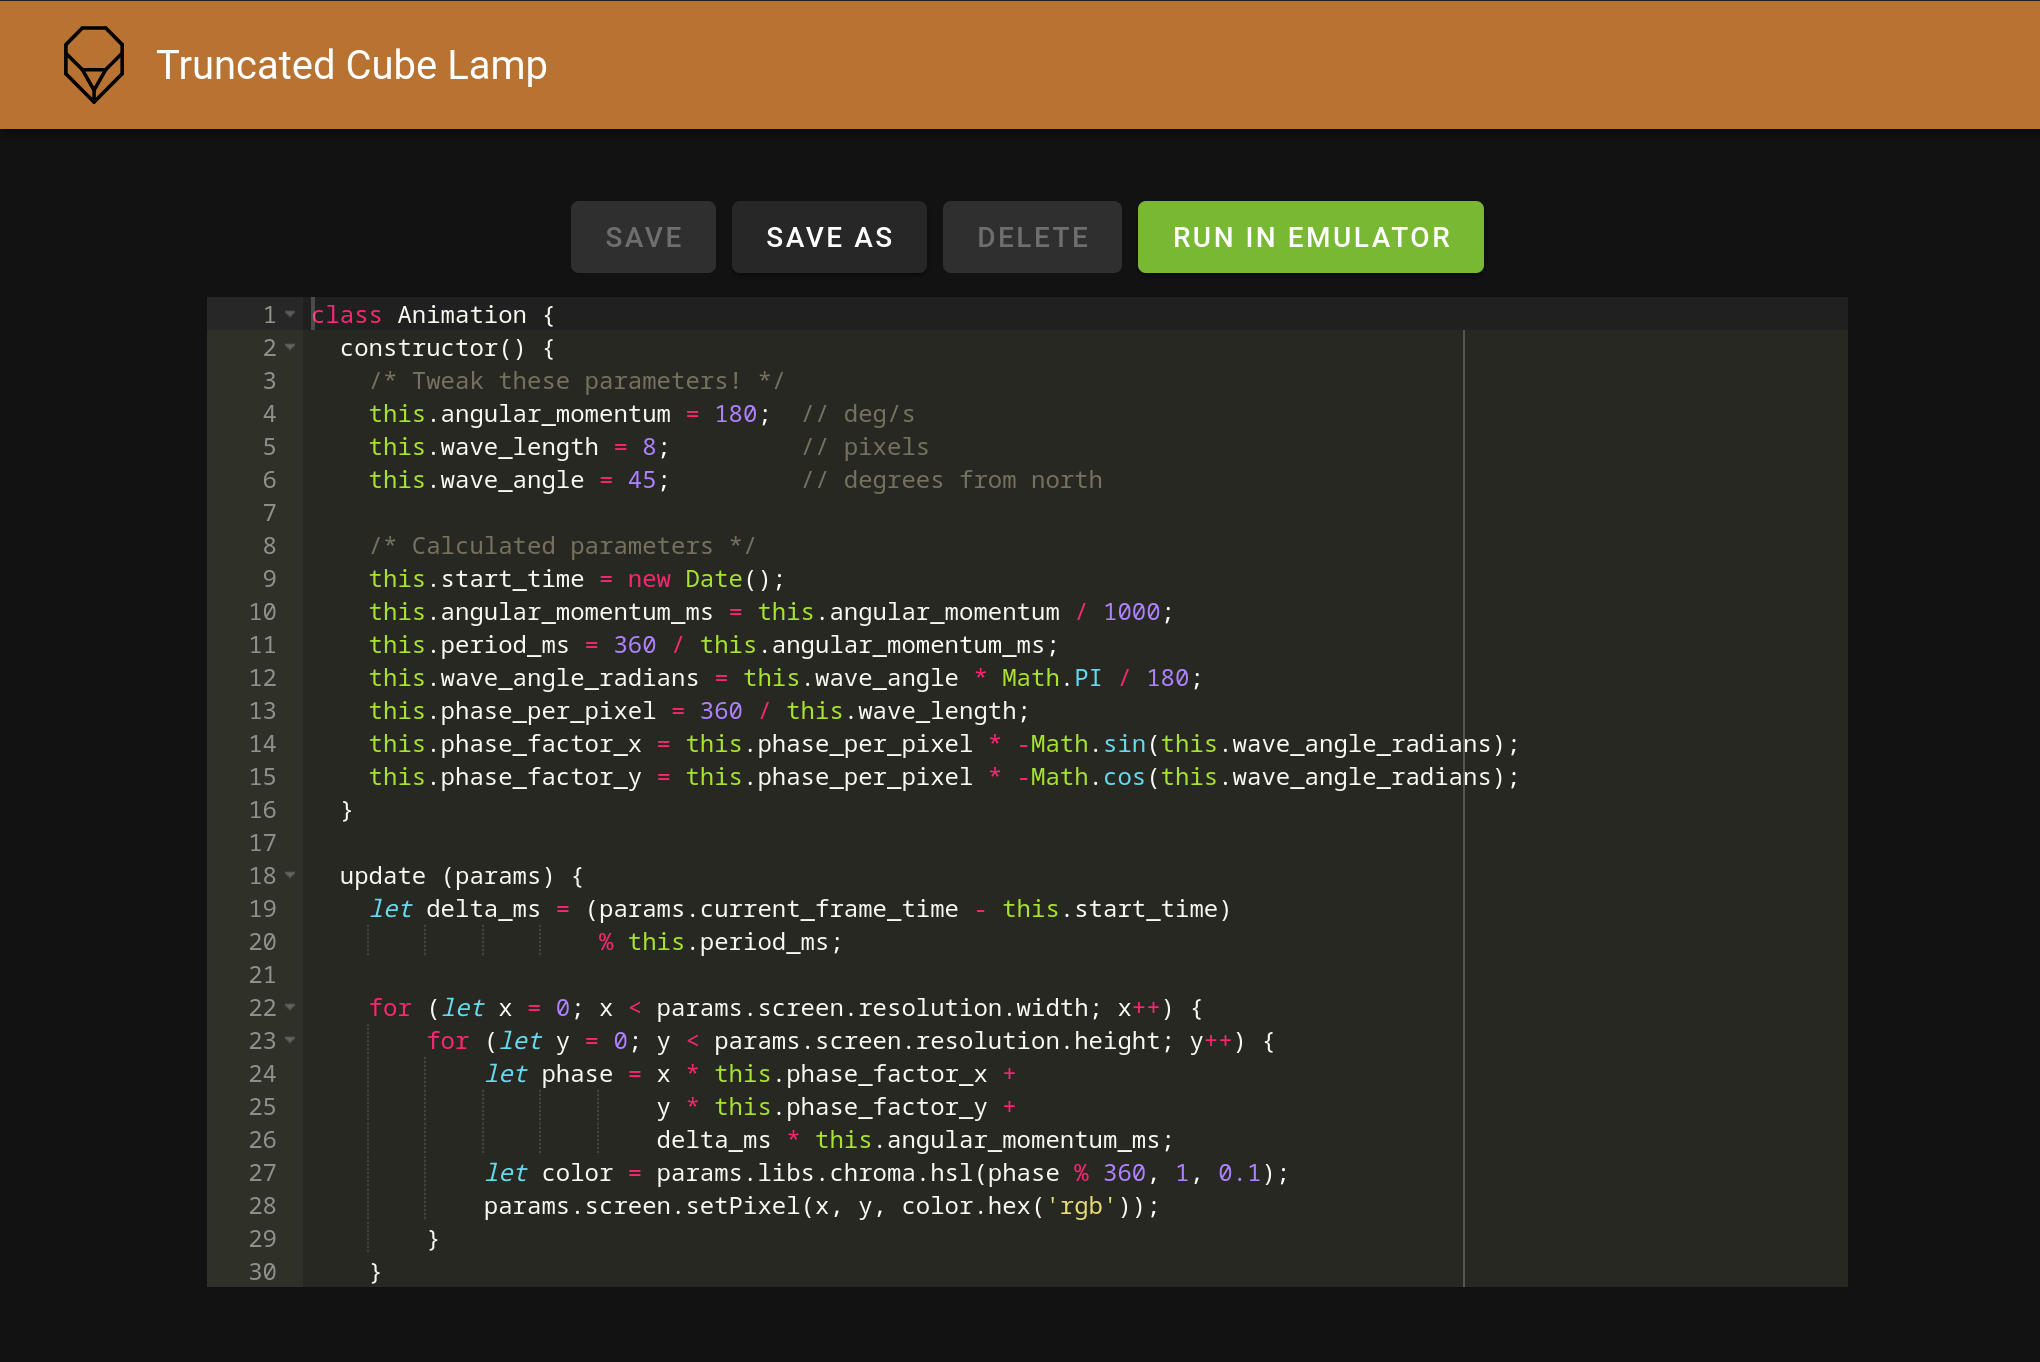 Truncated Cube Lamp
SAVE SAVE AS DELETE RUN IN EMULATOR
1 class Animation {
2   constructor() {
3     /* Tweak these parameters! */
4     this.angular_momentum = 180;  // deg/s
5     this.wave_length = 8;         // pixels
6     this.wave_angle = 45;         // degrees from north
7
8     /* Calculated parameters */
9     this.start_time = new Date();
10     this.angular_momentum_ms = this.angular_momentum / 1000;
11     this.period_ms = 360 / this.angular_momentum_ms;
12     this.wave_angle_radians = this.wave_angle * Math.PI / 180;
13     this.phase_per_pixel = 360 / this.wave_length;
14     this.phase_factor_x = this.phase_per_pixel * -Math.sin(this.wave_angle_radians);
15     this.phase_factor_y = this.phase_per_pixel * -Math.cos(this.wave_angle_radians);
16   }
17
18   update (params) {
19     let delta_ms = (params.current_frame_time - this.start_time)
20                     % this.period_ms;
21
22     for (let x = 0; x < params.screen.resolution.width; x++) {
23         for (let y = 0; y < params.screen.resolution.height; y++) {
24             let phase = x * this.phase_factor_x +
25                         y * this.phase_factor_y +
26                         delta_ms * this.angular_momentum_ms;
27             let color = params.libs.chroma.hsl(phase % 360, 1, 0.1);
28             params.screen.setPixel(x, y, color.hex('rgb'));
29         }
30     }